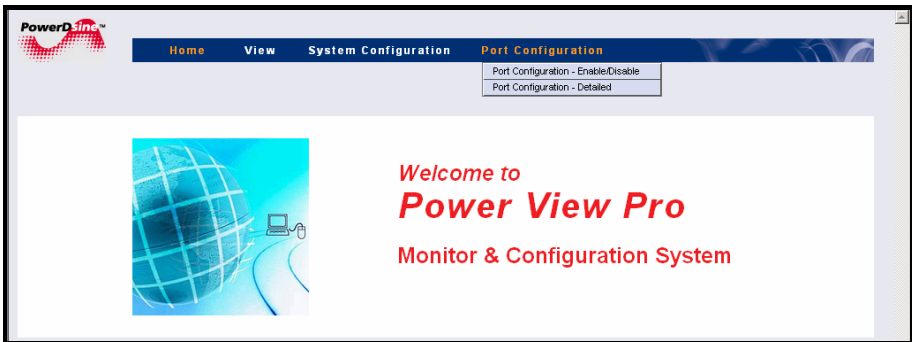 PowerDsine™
Home View System Configuration Port Configuration
Port Configuration - Enable/Disable
Port Configuration - Detailed
Welcome to
Power View Pro
Monitor & Configuration System